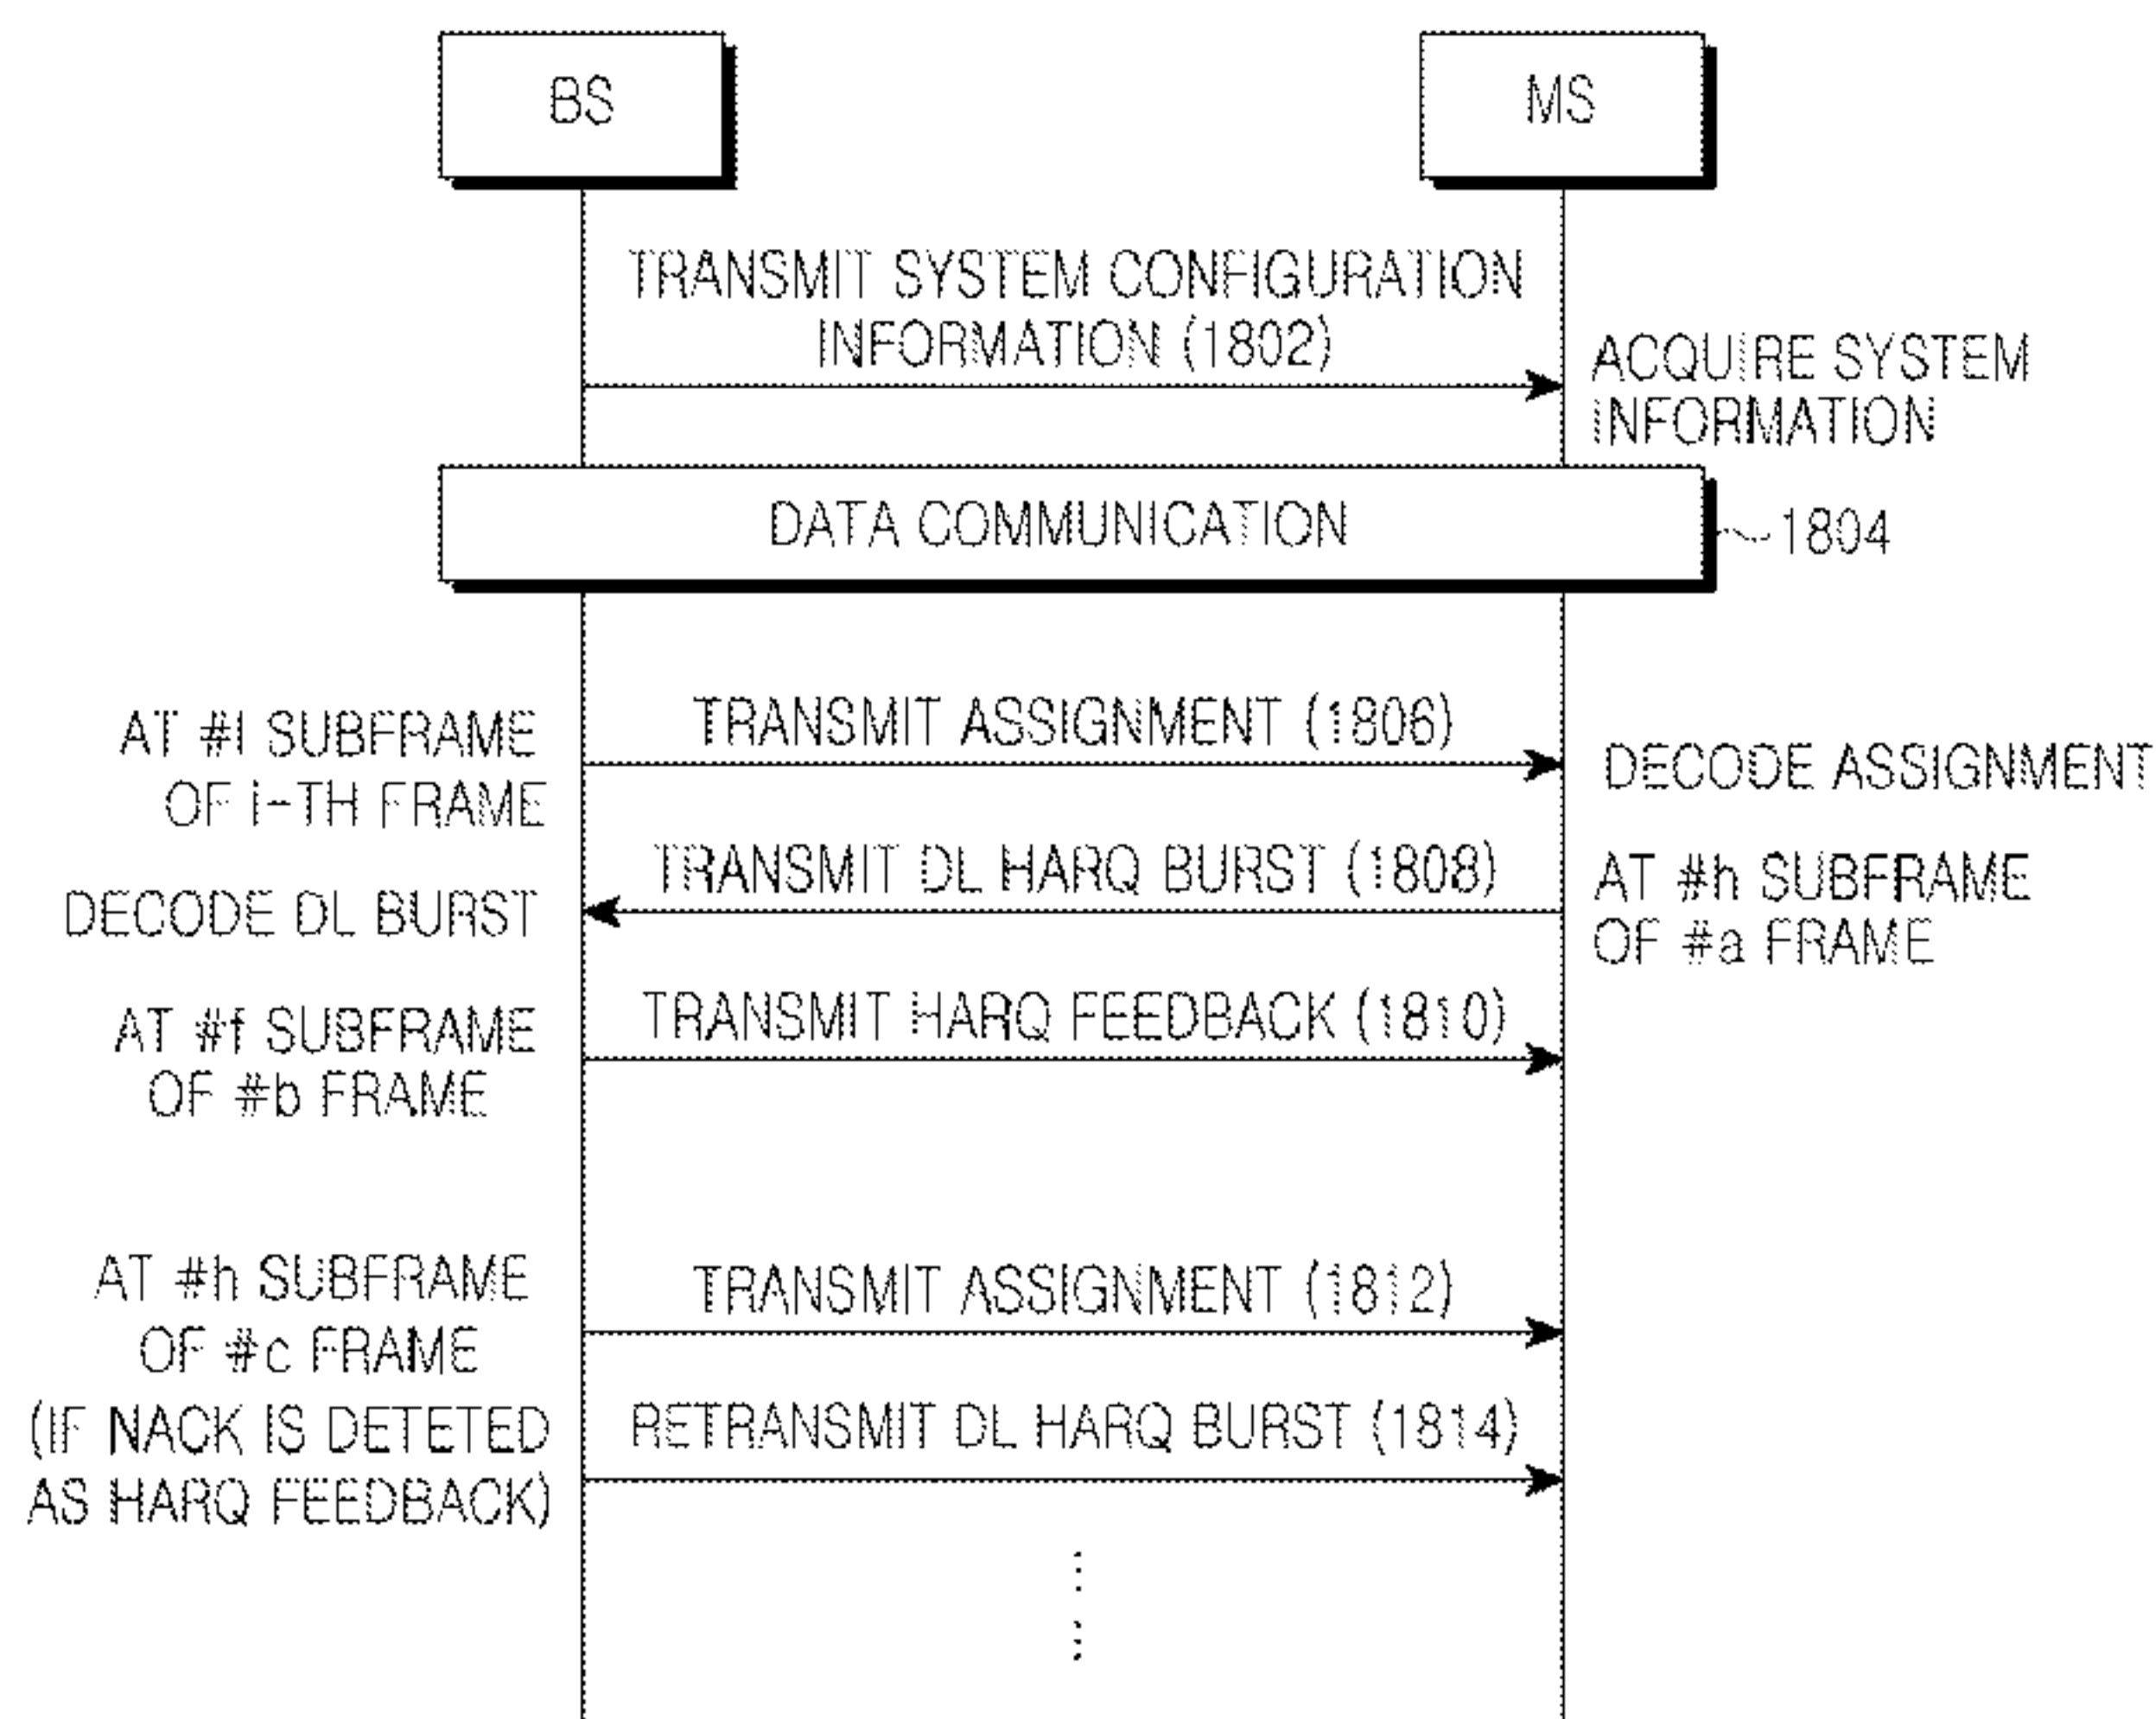 BS
MS
TRANSMIT SYSTEM CONFIGURATION
INFORMATION (1802)
ACQUIRE SYSTEM
INFORMATION
DATA COMMUNICATION
1804
AT #l SUBFRAME
OF i-TH FRAME
TRANSMIT ASSIGNMENT (1806)
DECODE ASSIGNMENT
TRANSMIT DL HARQ BURST (1808)
DECODE DL BURST
AT #h SUBFRAME
OF #a FRAME
TRANSMIT HARQ FEEDBACK (1810)
AT #f SUBFRAME
OF #b FRAME
AT #h SUBFRAME
OF #c FRAME
(IF NACK IS DETETED
AS HARQ FEEDBACK)
TRANSMIT ASSIGNMENT (1812)
RETRANSMIT DL HARQ BURST (1814)